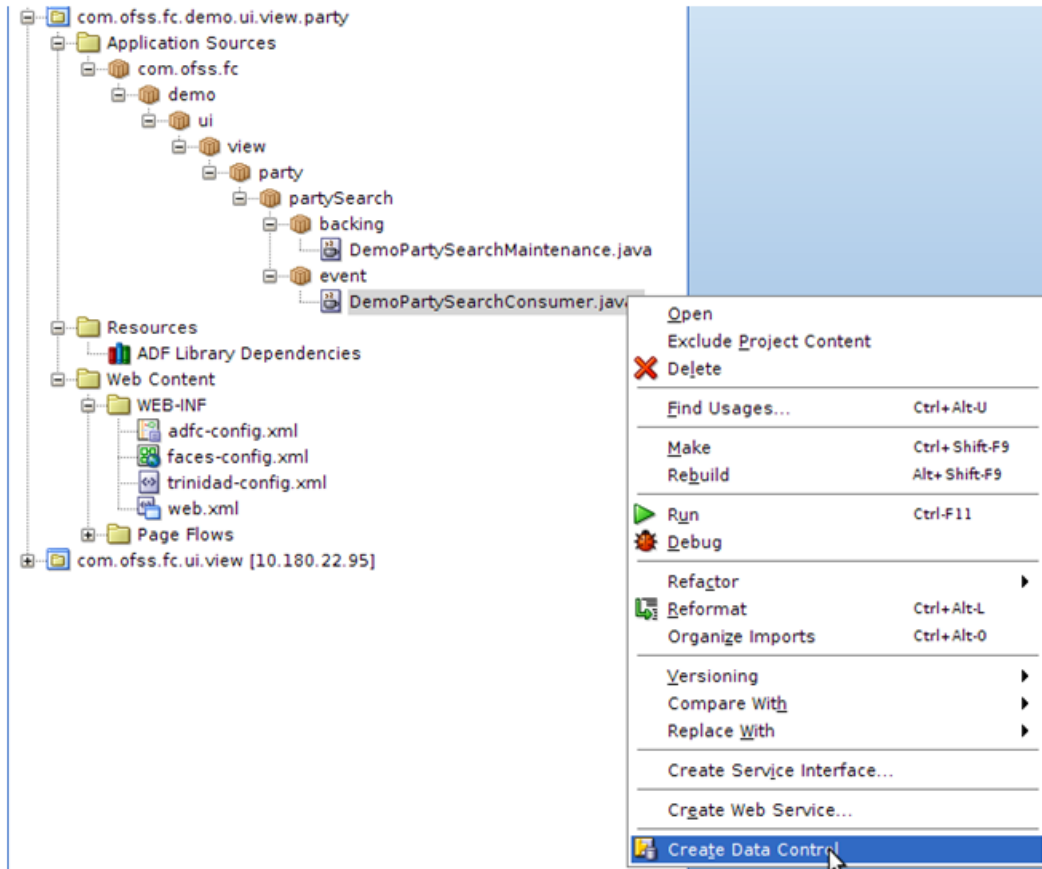 com.ofss.fc.demo.ui.view.party
Application Sources
com.ofss.fc
demo
ui
view
party
partySearch
backing
DemoPartySearchMaintenance.java
event
DemoPartySearchConsumer.java
Resources
ADF Library Dependencies
Web Content
WEB-INF
adfc-config.xml
faces-config.xml
trinidad-config.xml
web.xml
Page Flows
com.ofss.fc.ui.view [10.180.22.95]
Open
Exclude Project Content
Delete
Find Usages... Ctrl+Alt-U
Make Ctrl+Shift-F9
Rebuild Alt+Shift-F9
Run Ctrl-F11
Debug
Refactor
Reformat Ctrl+Alt-L
Organize Imports Ctrl+Alt-O
Versioning
Compare With
Replace With
Create Service Interface...
Create Web Service...
Create Data Control